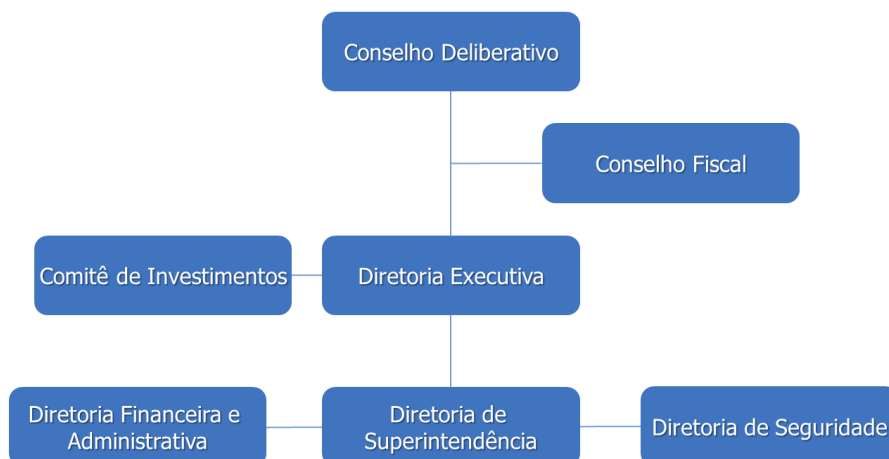 Conselho Deliberativo
Conselho Fiscal
Comitê de Investimentos
Diretoria Executiva
Diretoria Financeira e
Administrativa
Diretoria de
Superintendência
Diretoria de Seguridade